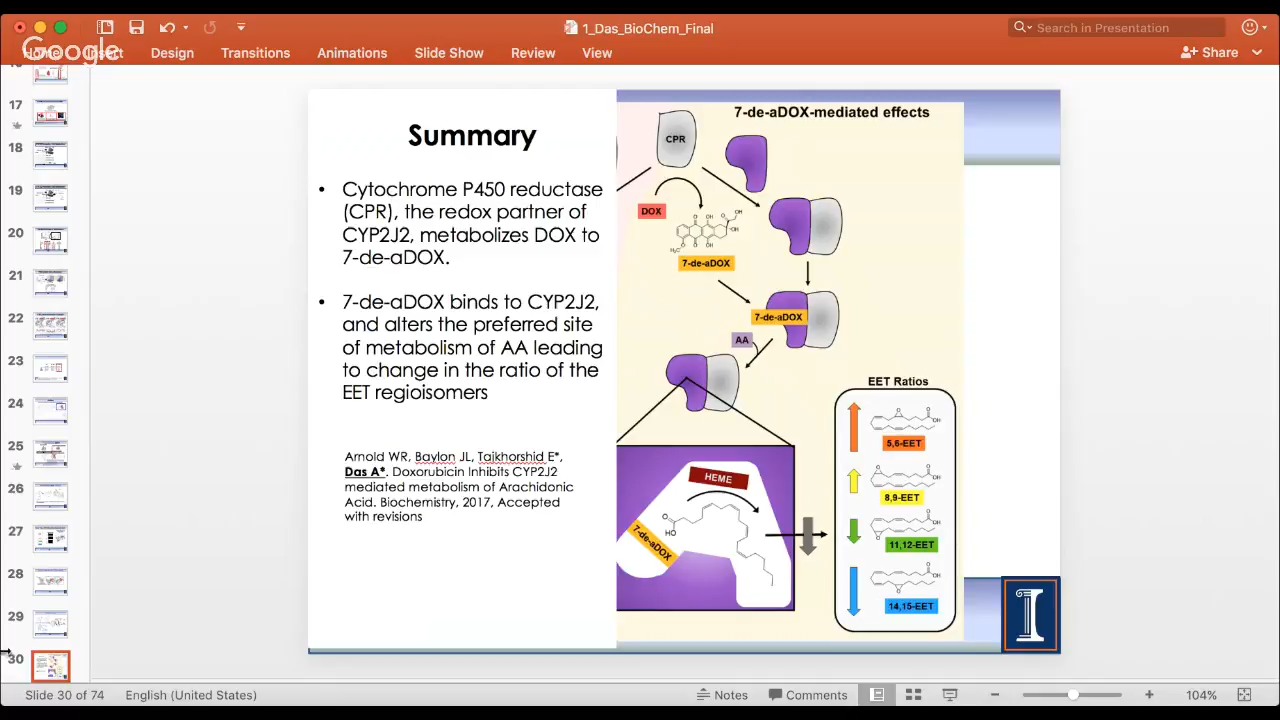 1_Das_BioChem_Final
Search in Presentation
Google
Home Insert Design Transitions Animations Slide Show Review View
Share
17
18
19
20
21
22
23
24
25
26
27
28
29
30
Summary
• Cytochrome P450 reductase
(CPR), the redox partner of
CYP2J2, metabolizes DOX to
7-de-aDOX.
• 7-de-aDOX binds to CYP2J2,
and alters the preferred site
of metabolism of AA leading
to change in the ratio of the
EET regioisomers
Arnold WR, Baylon JL, Tajkhorshid E*,
Das A*. Doxorubicin Inhibits CYP2J2
mediated metabolism of Arachidonic
Acid. Biochemistry, 2017, Accepted
with revisions
7-de-aDOX-mediated effects
CPR
DOX
7-de-aDOX
7-de-aDOX
AA
EET Ratios
5,6-EET
8,9-EET
11,12-EET
14,15-EET
HEME
HO
O
7-de-aDOX
I
Slide 30 of 74
English (United States)
Notes
Comments
104%